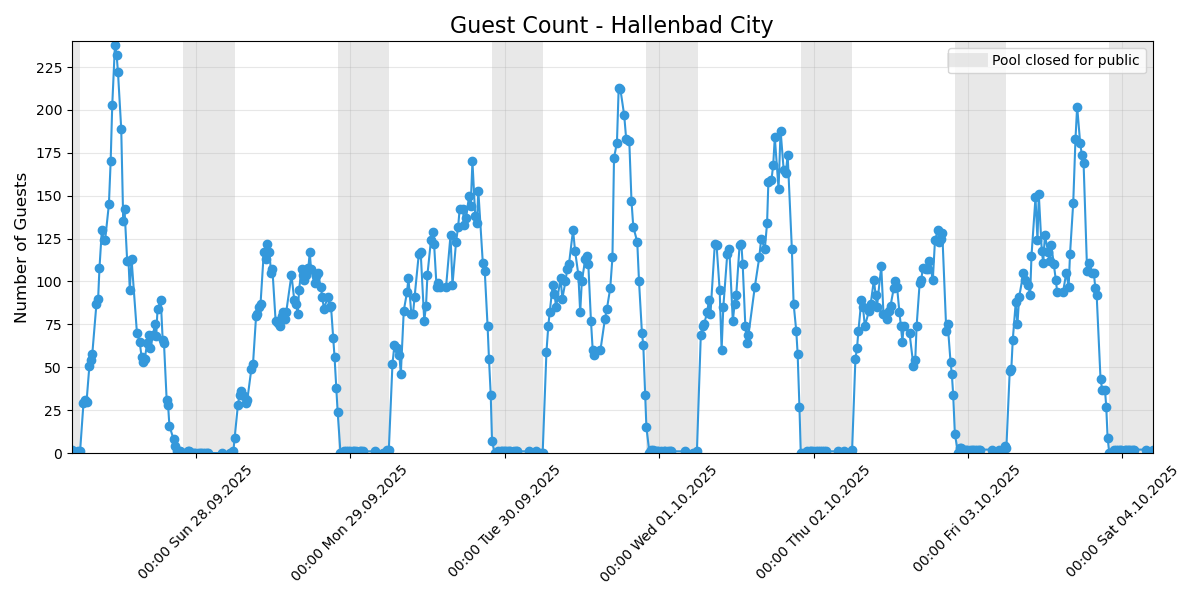 Guest Count - Hallenbad City
Pool closed for public
Number of Guests
225
200
175
150
125
100
75
50
25
0
00:00 Sun 28.09.2025
00:00 Mon 29.09.2025
00:00 Tue 30.09.2025
00:00 Wed 01.10.2025
00:00 Thu 02.10.2025
00:00 Fri 03.10.2025
00:00 Sat 04.10.2025